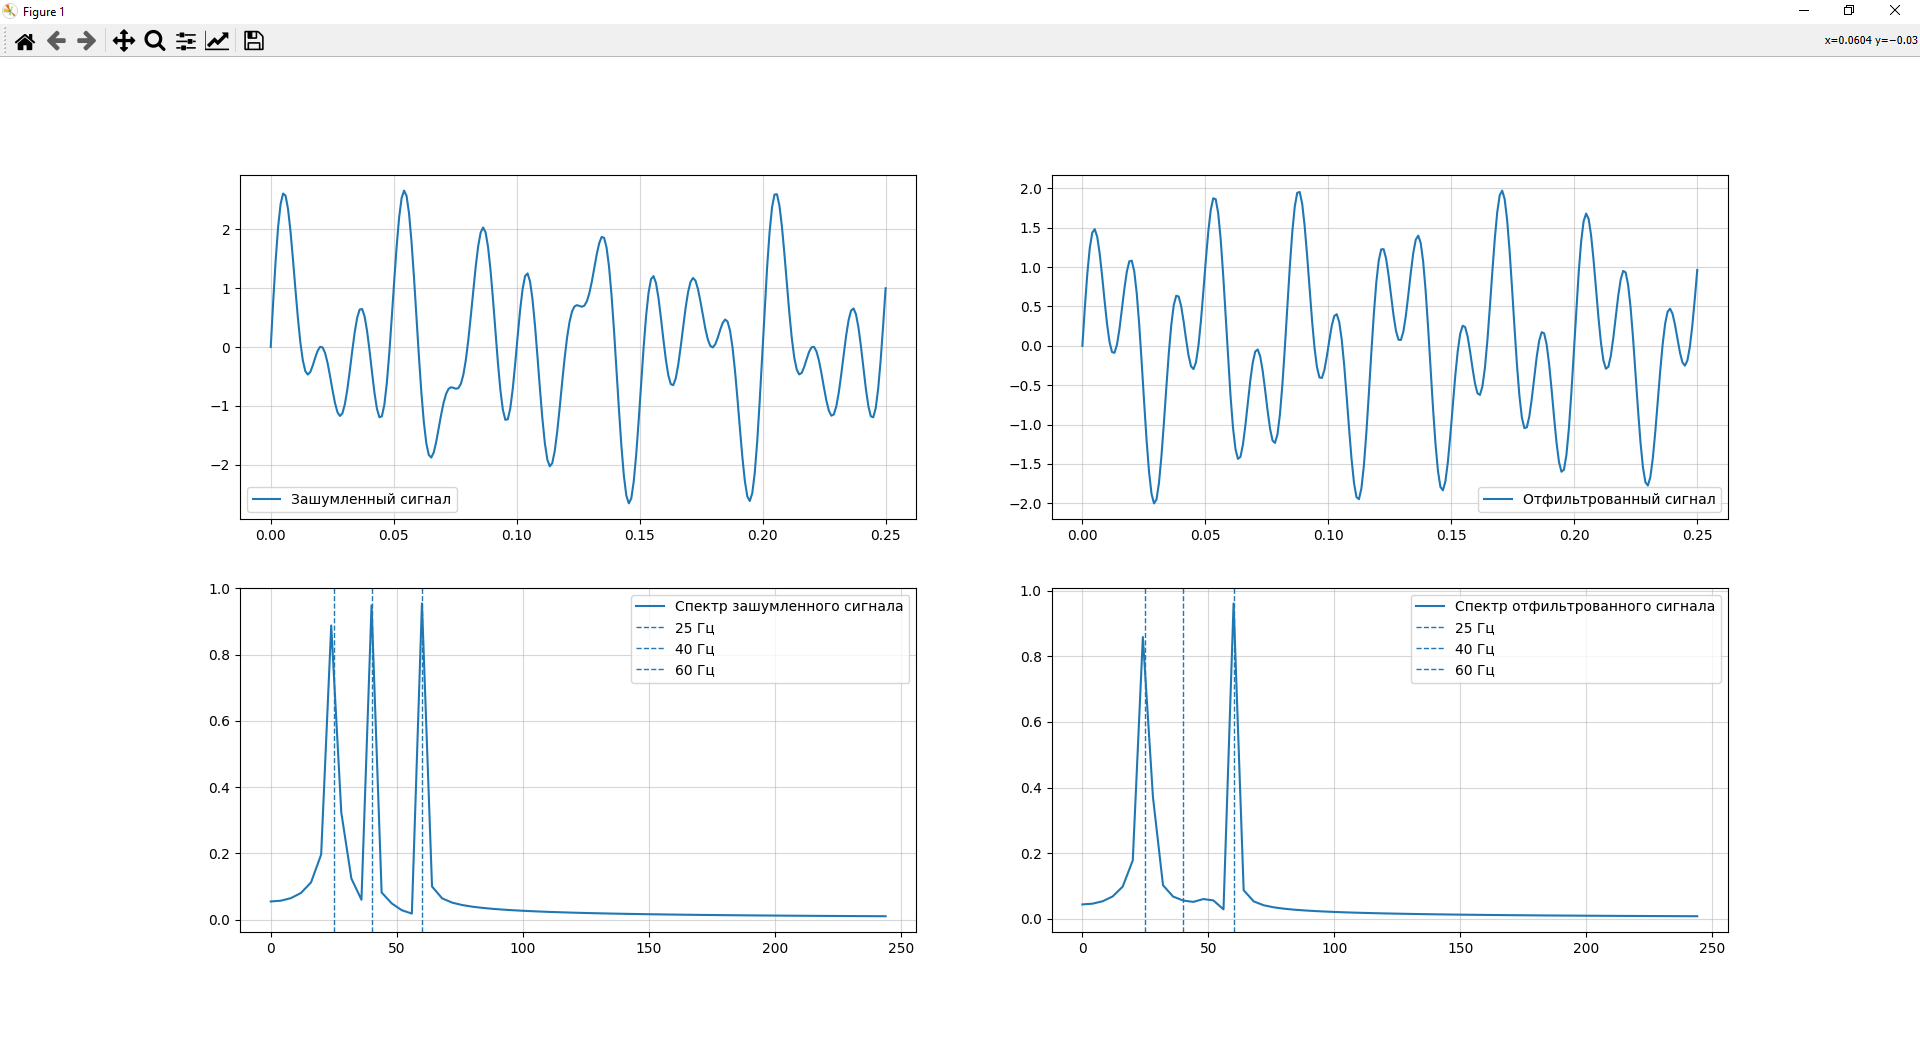 Figure 1
x=0.0604 y=−0.03
2
1
0
−1
−2
Зашумленный сигнал
0.00 0.05 0.10 0.15 0.20 0.25
2.0
1.5
1.0
0.5
0.0
−0.5
−1.0
−1.5
−2.0
Отфильтрованный сигнал
0.00 0.05 0.10 0.15 0.20 0.25
1.0
0.8
0.6
0.4
0.2
0.0
Спектр зашумленного сигнала
25 Гц
40 Гц
60 Гц
0 50 100 150 200 250
1.0
0.8
0.6
0.4
0.2
0.0
Спектр отфильтрованного сигнала
25 Гц
40 Гц
60 Гц
0 50 100 150 200 250